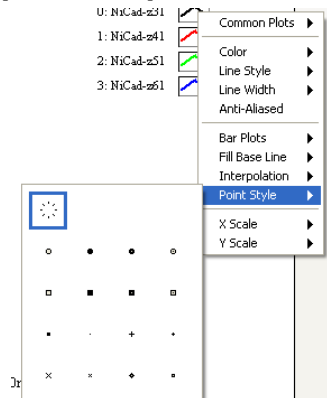 0: NiCad-z31
1: NiCad-z41
2: NiCad-z51
3: NiCad-z61
Common Plots
Color
Line Style
Line Width
Anti-Aliased
Bar Plots
Fill Base Line
Interpolation
Point Style
X Scale
Y Scale